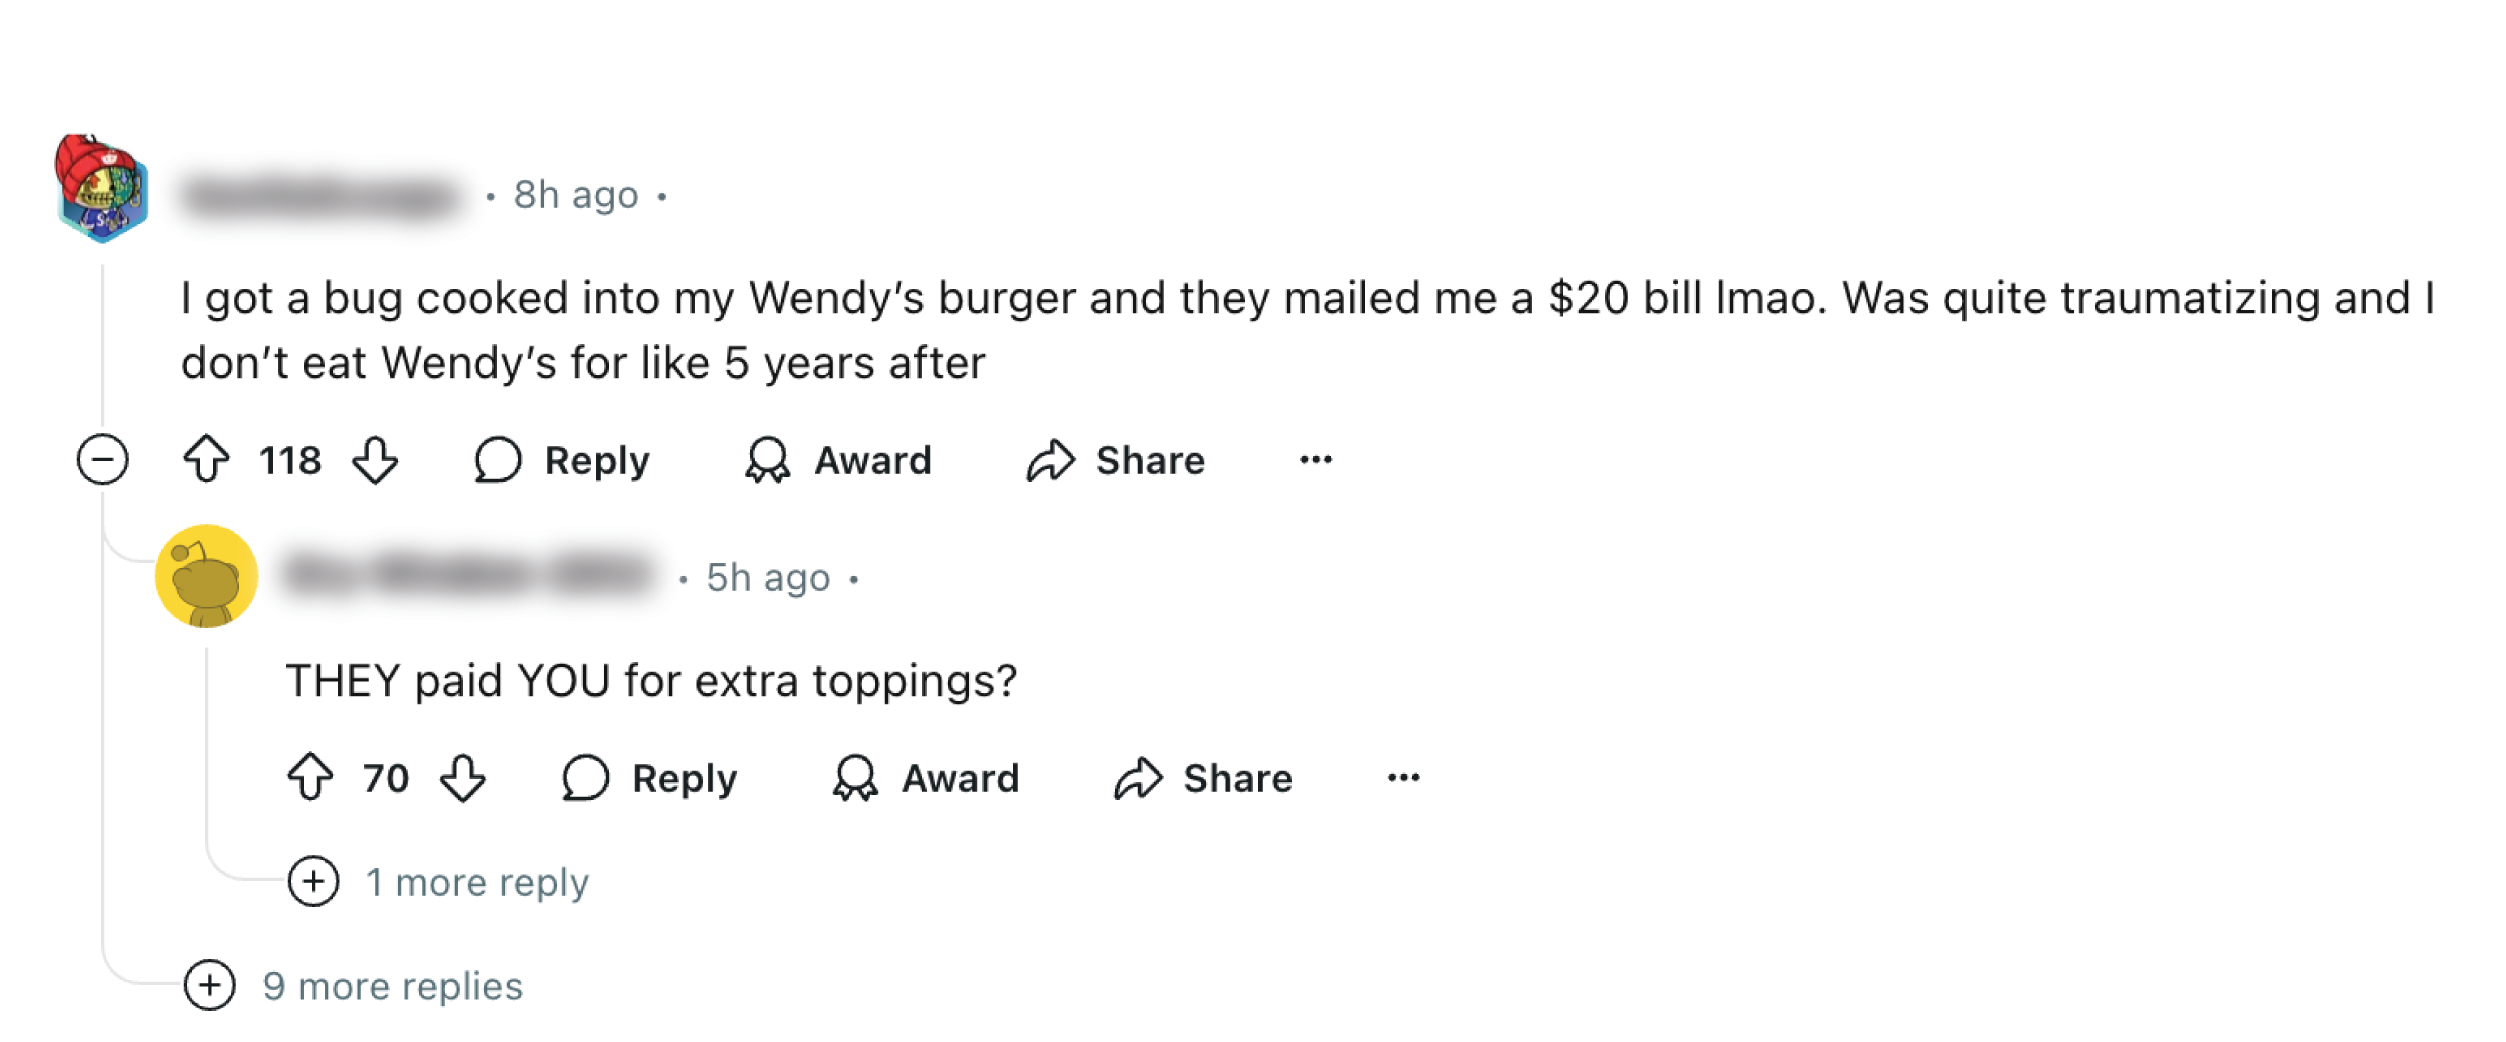 • 8h ago •
I got a bug cooked into my Wendy’s burger and they mailed me a $20 bill lmao. Was quite traumatizing and I
don’t eat Wendy’s for like 5 years after
118 Reply Award Share ...
• 5h ago •
THEY paid YOU for extra toppings?
70 Reply Award Share ...
1 more reply
9 more replies